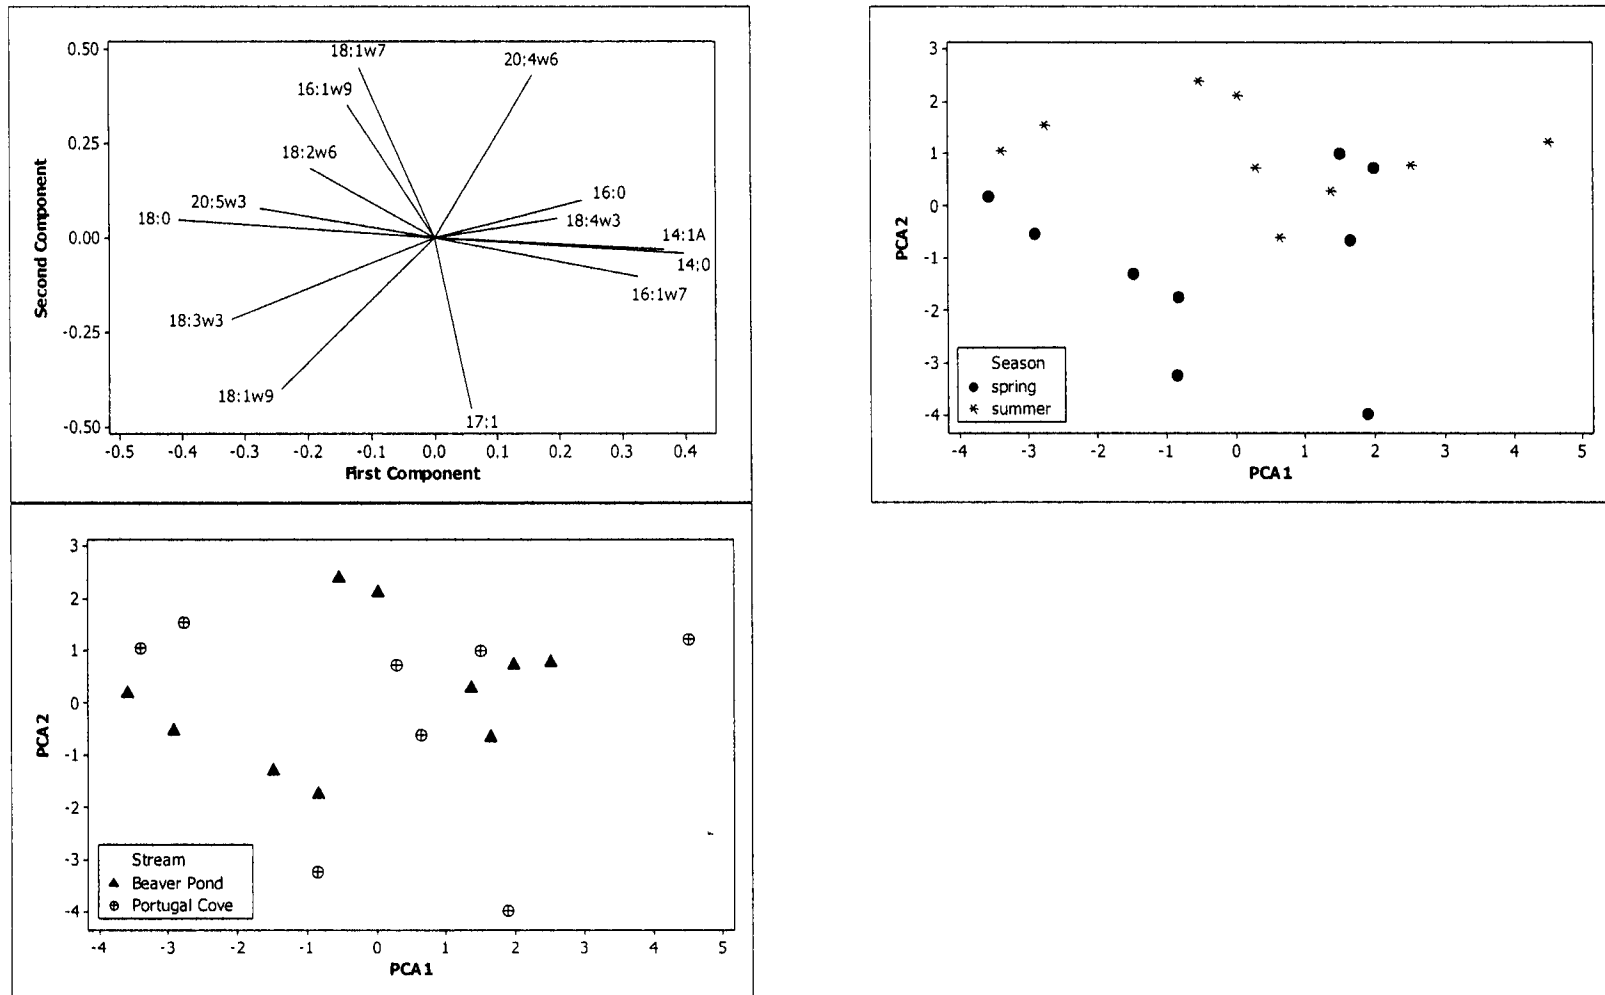 18:1w7
20:4w6
16:1w9
18:2w6
20:5w3
18:0
16:0
18:4w3
14:1A
14;0
16:1w7
18:3w3
18:1w9
17:1
0.50
0.25
0.00
-0.25
-0.50
Second Component
-0.5 -0.4 -0.3 -0.2 -0.1 0.0 0.1 0.2 0.3 0.4
First Component
3
2
1
0
-1
-2
-3
-4
PCA 2
Season
spring
summer
-4 -3 -2 -1 0 1 2 3 4 5
PCA 1
3
2
1
0
-1
-2
-3
-4
PCA 2
Stream
Beaver Pond
Portugal Cove
-4 -3 -2 -1 0 1 2 3 4 5
PCA 1